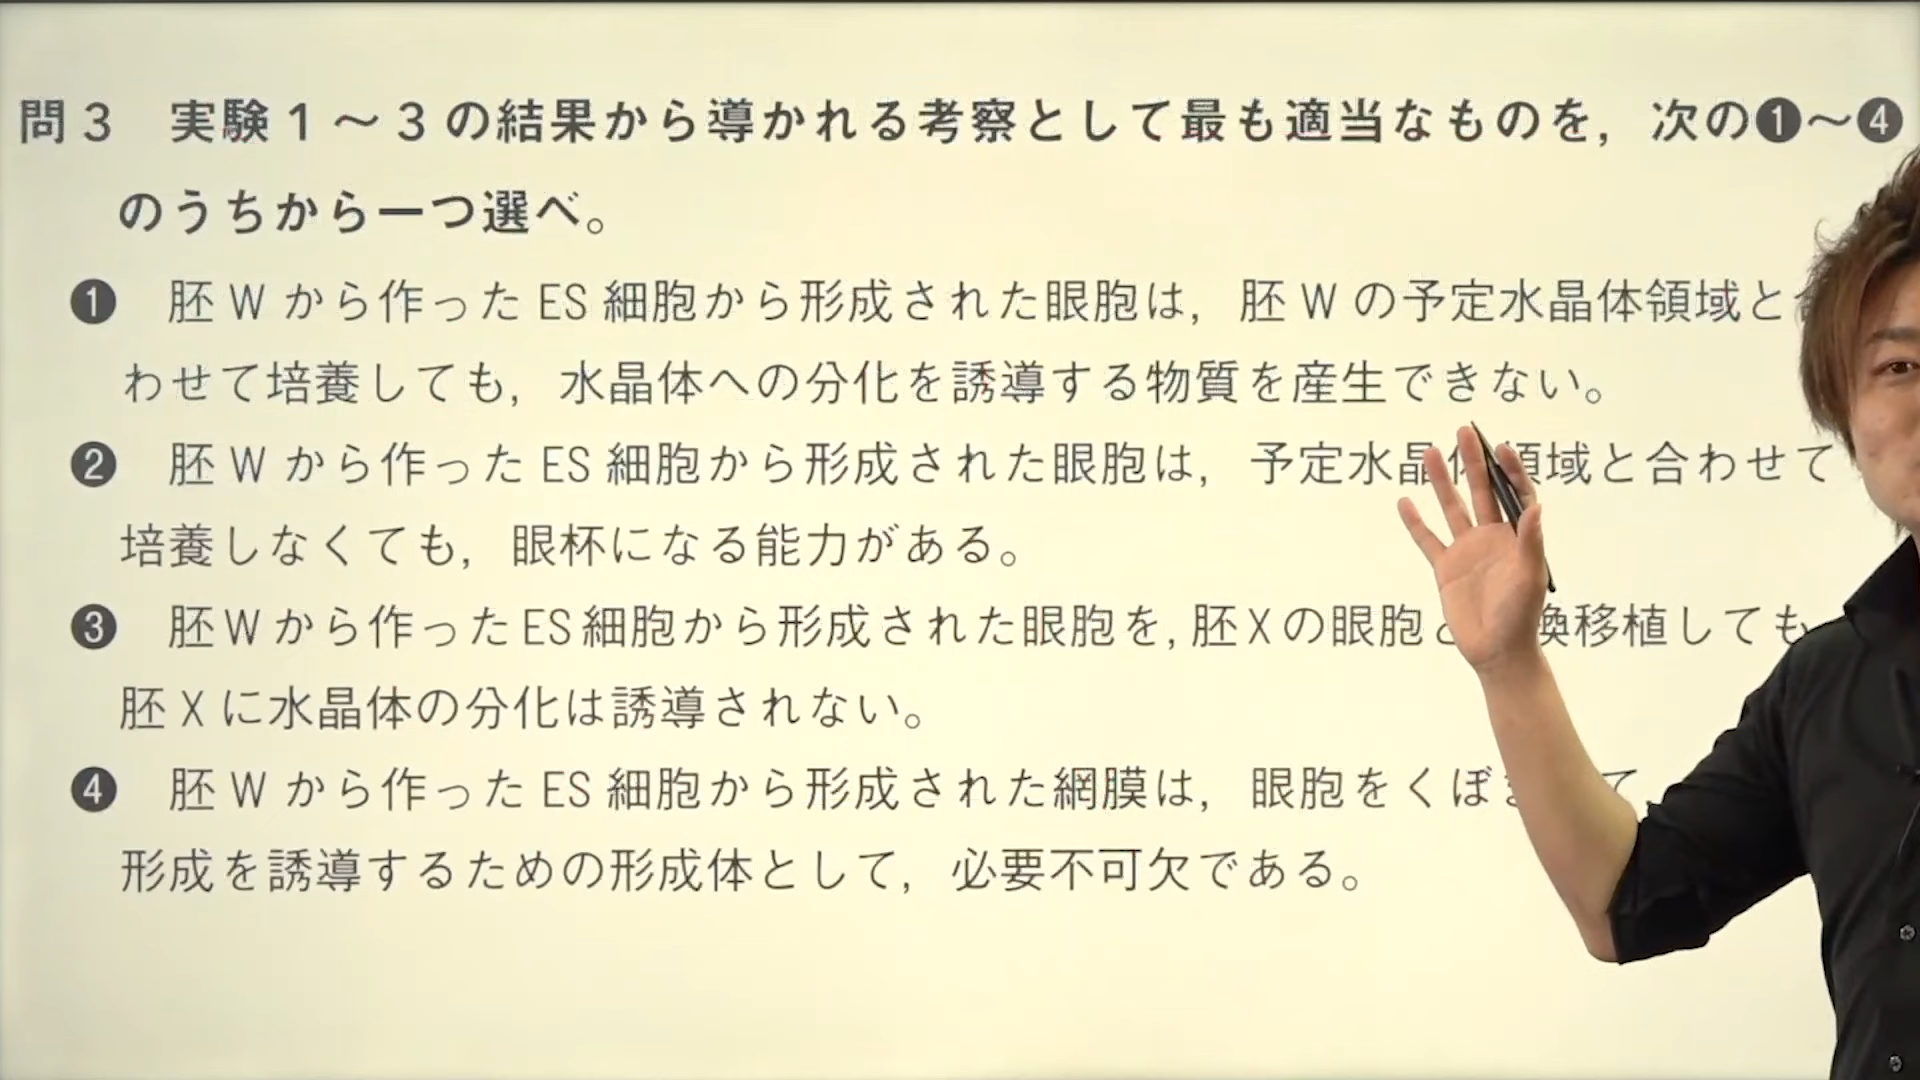 問3 実験1～3の結果から導かれる考察として最も適当なものを，次の❶～❹
のうちから一つ選べ。
❶ 胚Wから作ったES細胞から形成された眼胞は，胚Wの予定水晶体領域と
わせて培養しても，水晶体への分化を誘導する物質を産生できない。
❷ 胚Wから作ったES細胞から形成された眼胞は，予定水晶体領域と合わせて
培養しなくても，眼杯になる能力がある。
❸ 胚Wから作ったES細胞から形成された眼胞を，胚Xの眼胞と 換移植しても
胚Xに水晶体の分化は誘導されない。
❹ 胚Wから作ったES細胞から形成された網膜は，眼胞をくぼ て
形成を誘導するための形成体として，必要不可欠である。